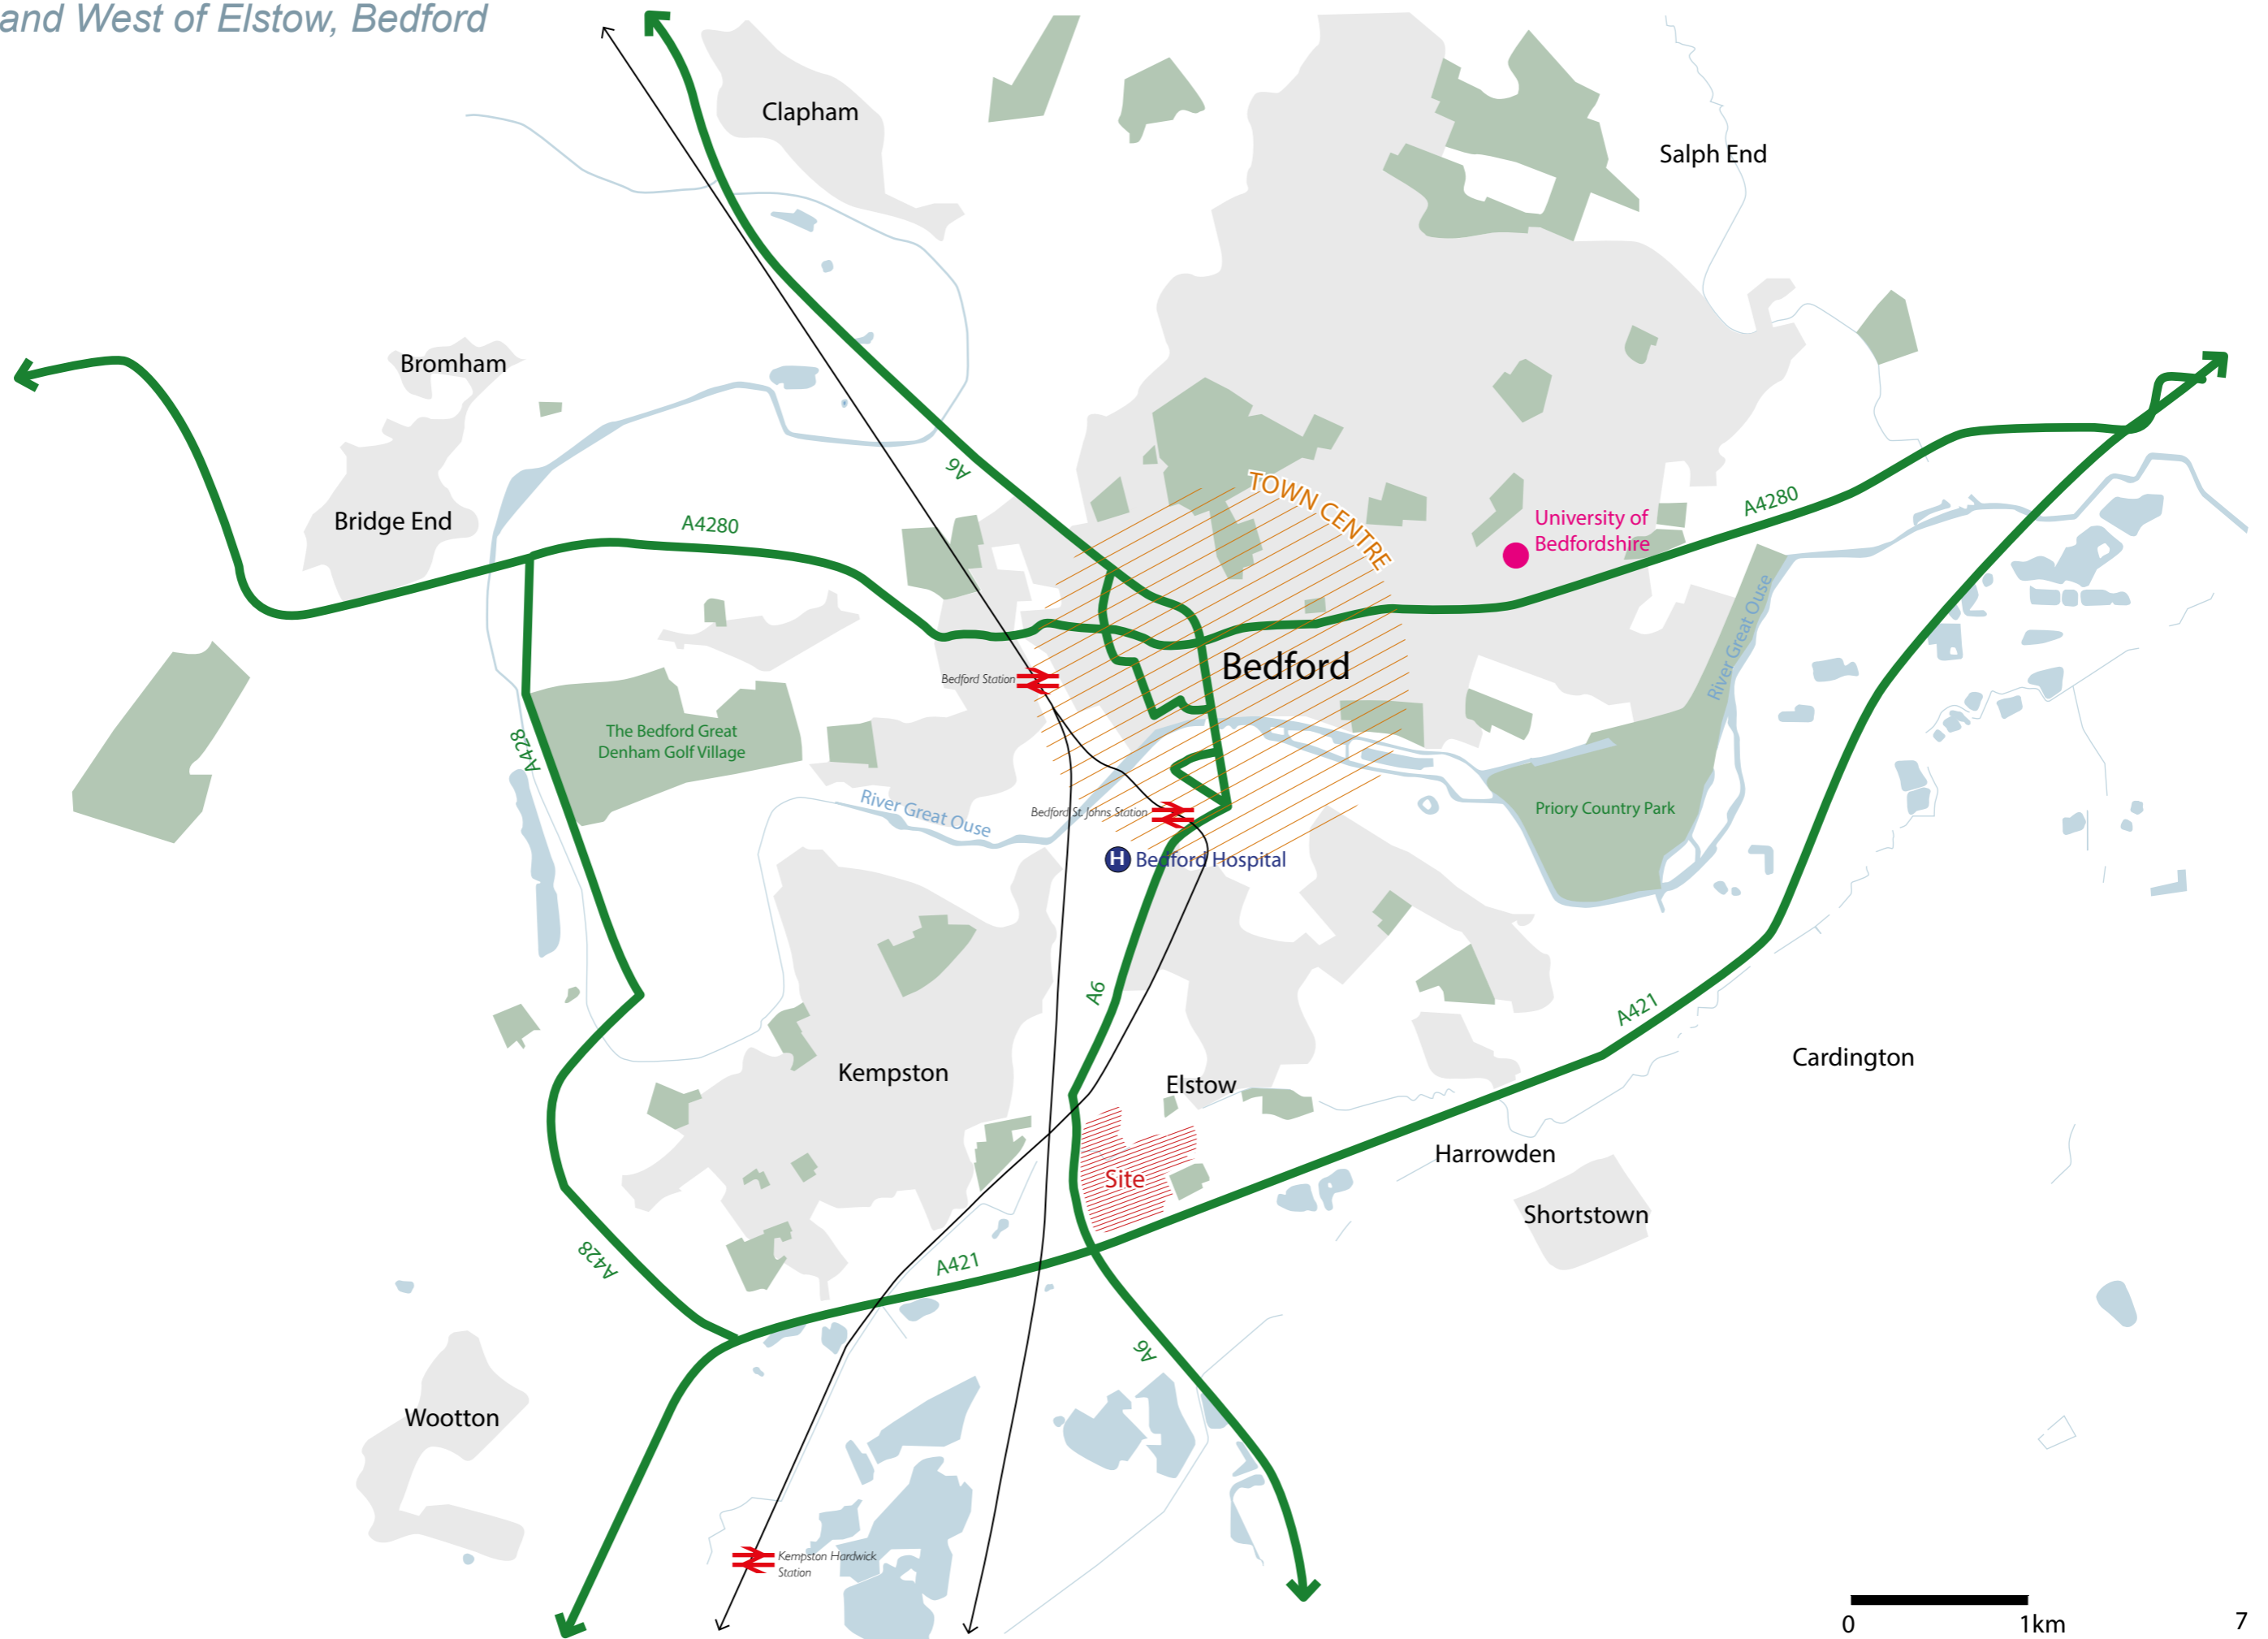 and West of Elstow, Bedford
Clapham
Salph End
Bromham
A6
TOWN CENTRE
Bridge End
A4280
A4280
University of
Bedfordshire
River Great Ouse
Bedford
Bedford Station
The Bedford Great
Denham Golf Village
A428
River Great Ouse
Bedford St. Johns Station
Priory Country Park
H
Bedford Hospital
A6
A421
Cardington
Kempston
Elstow
Harrowden
Site
Shortstown
A428
A421
A6
Wootton
Kempston Hardwick
Station
0
1km
7